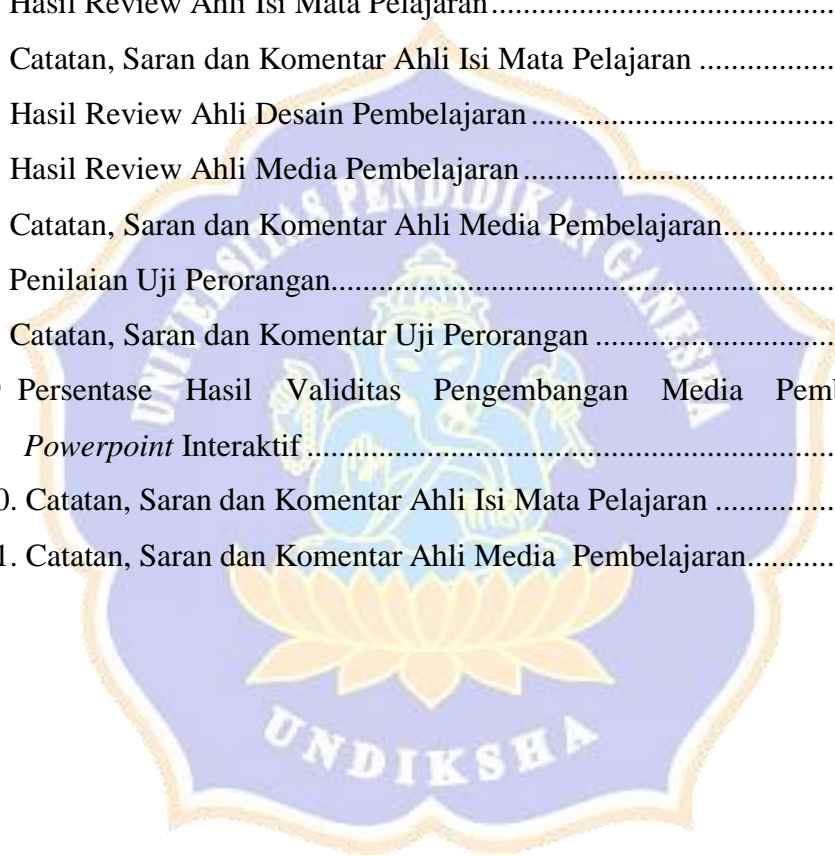 Hasil Review Ahli Isi Mata Pelajaran................................................
Catatan, Saran dan Komentar Ahli Isi Mata Pelajaran .................
Hasil Review Ahli Desain Pembelajaran.......................................
Hasil Review Ahli Media Pembelajaran........................................
Catatan, Saran dan Komentar Ahli Media Pembelajaran..............
Penilaian Uji Perorangan................................................................
Catatan, Saran dan Komentar Uji Perorangan ..............................
Persentase Hasil Validitas Pengembangan Media
Powerpoint Interaktif ...................................................................
0. Catatan, Saran dan Komentar Ahli Isi Mata Pelajaran ...............
1. Catatan, Saran dan Komentar Ahli Media Pembelajaran...........
UNIVERSITAS PENDIDIKAN GANESHA
UNDIKSHA